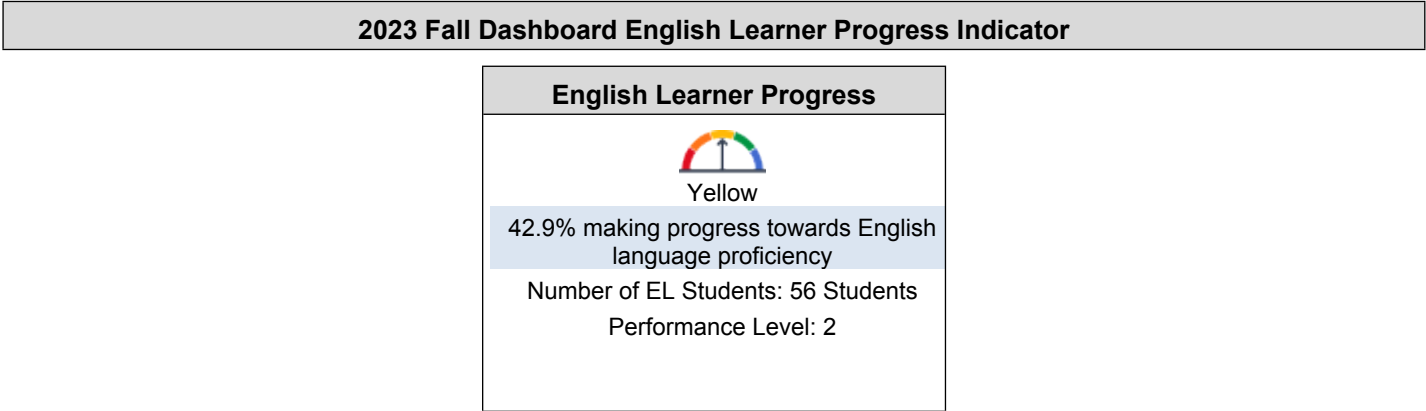 2023 Fall Dashboard English Learner Progress Indicator
English Learner Progress
Yellow
42.9% making progress towards English
language proficiency
Number of EL Students: 56 Students
Performance Level: 2